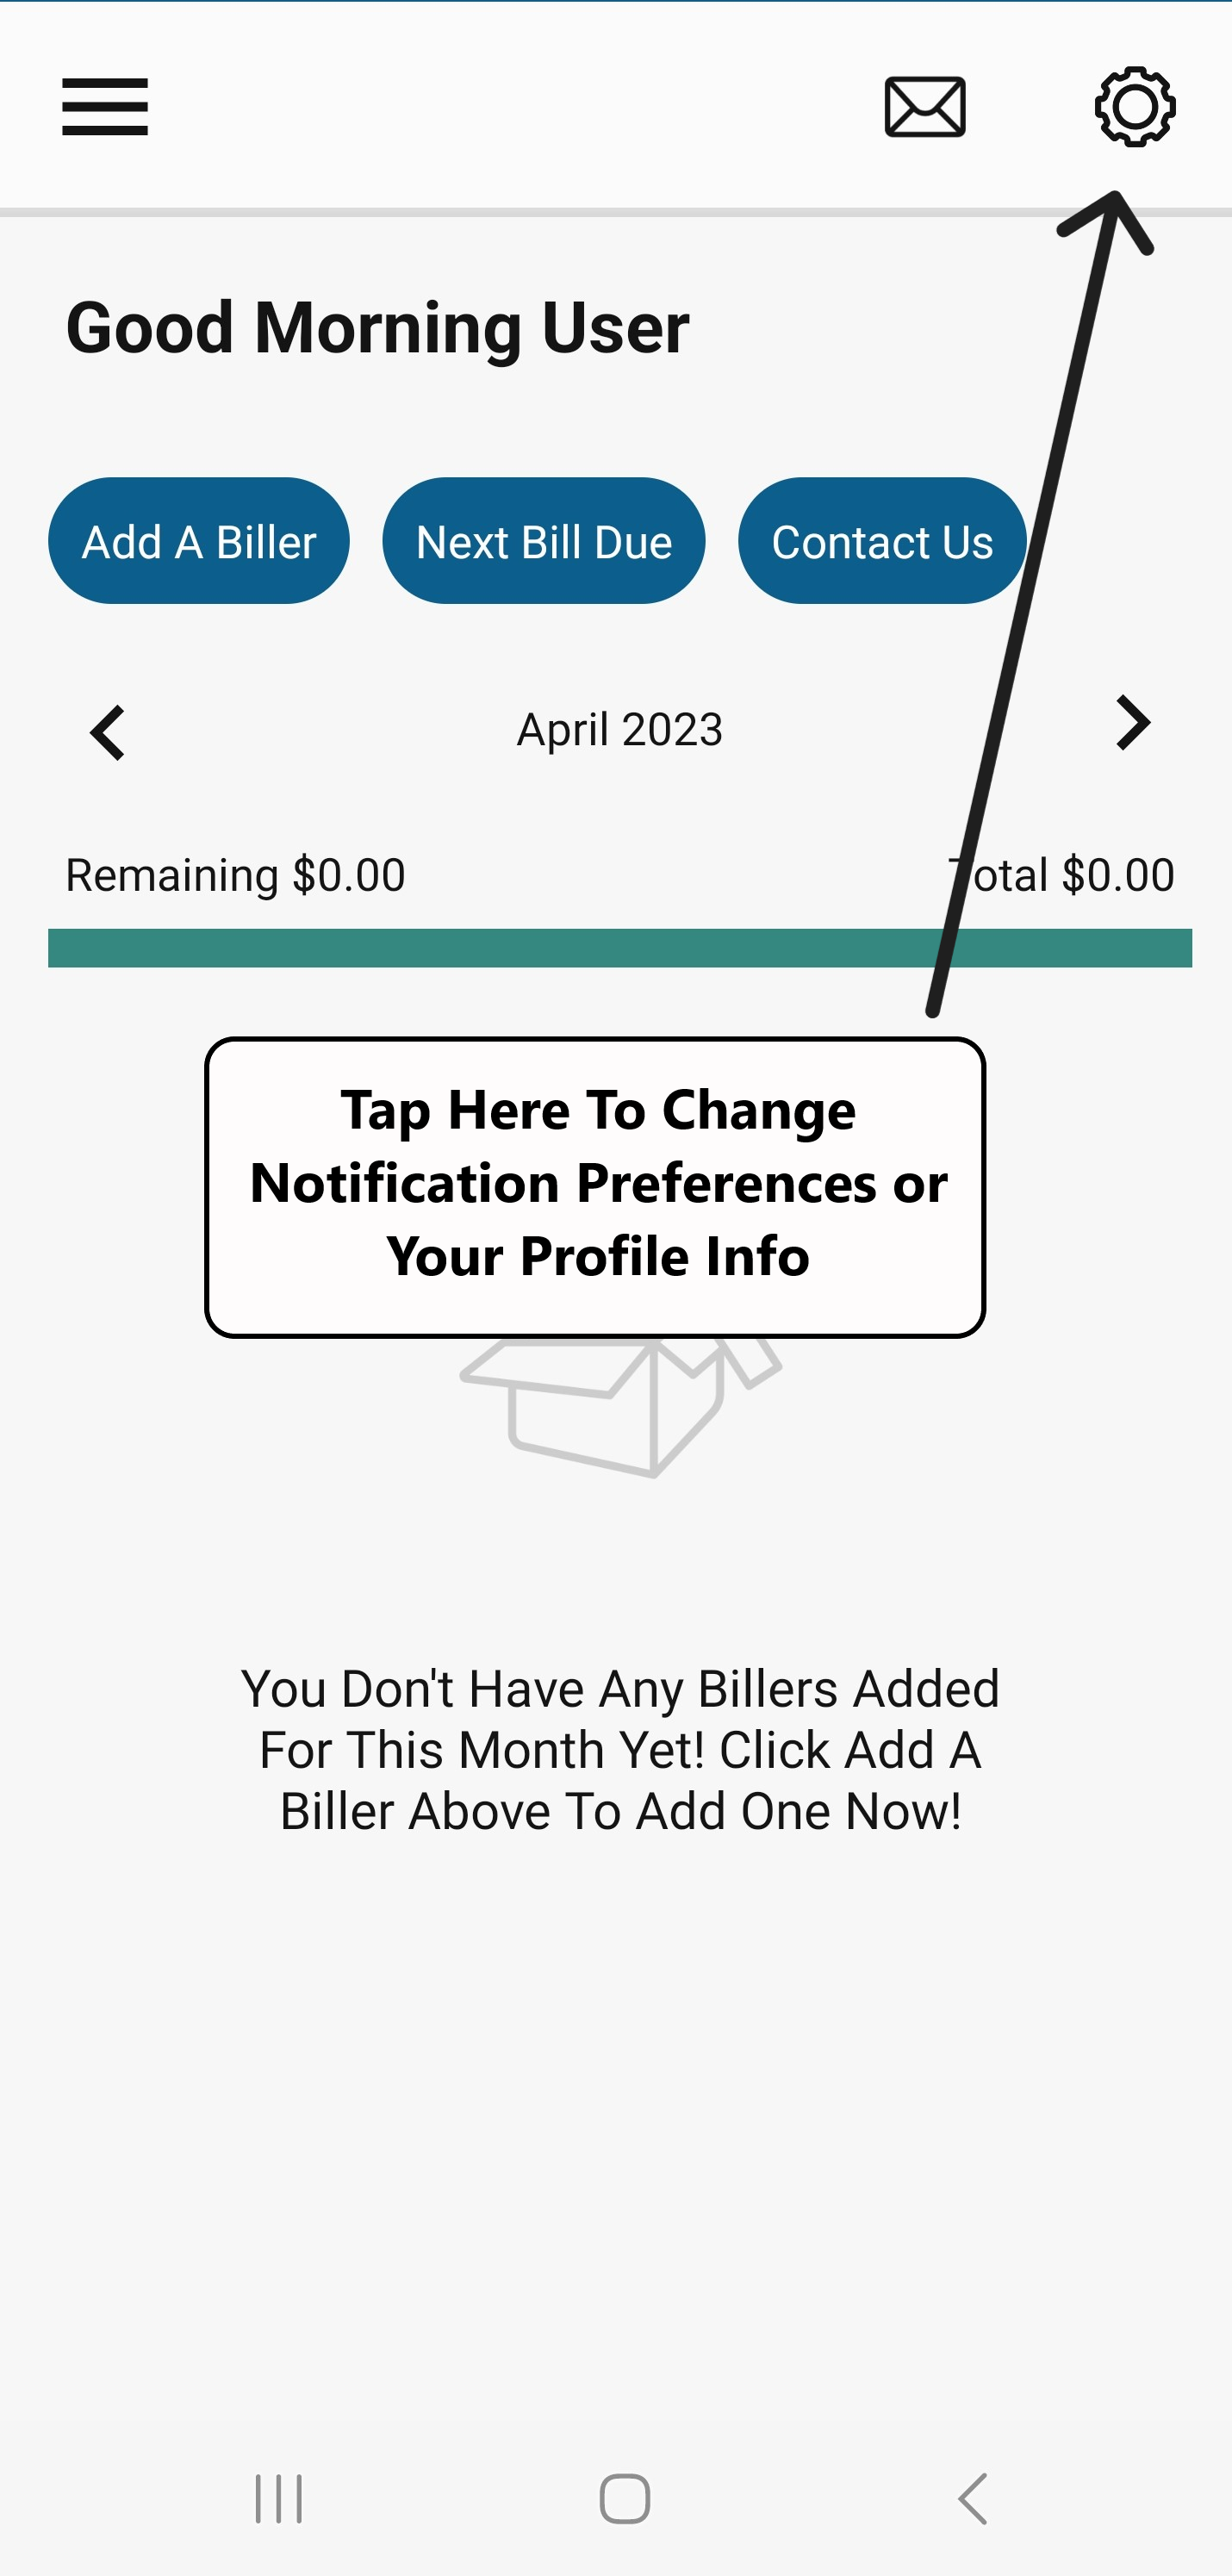 Good Morning User
Add A Biller
Next Bill Due
Contact Us
April 2023
Remaining $0.00
Total $0.00
Tap Here To Change
Notification Preferences or
Your Profile Info
You Don't Have Any Billers Added
For This Month Yet! Click Add A
Biller Above To Add One Now!